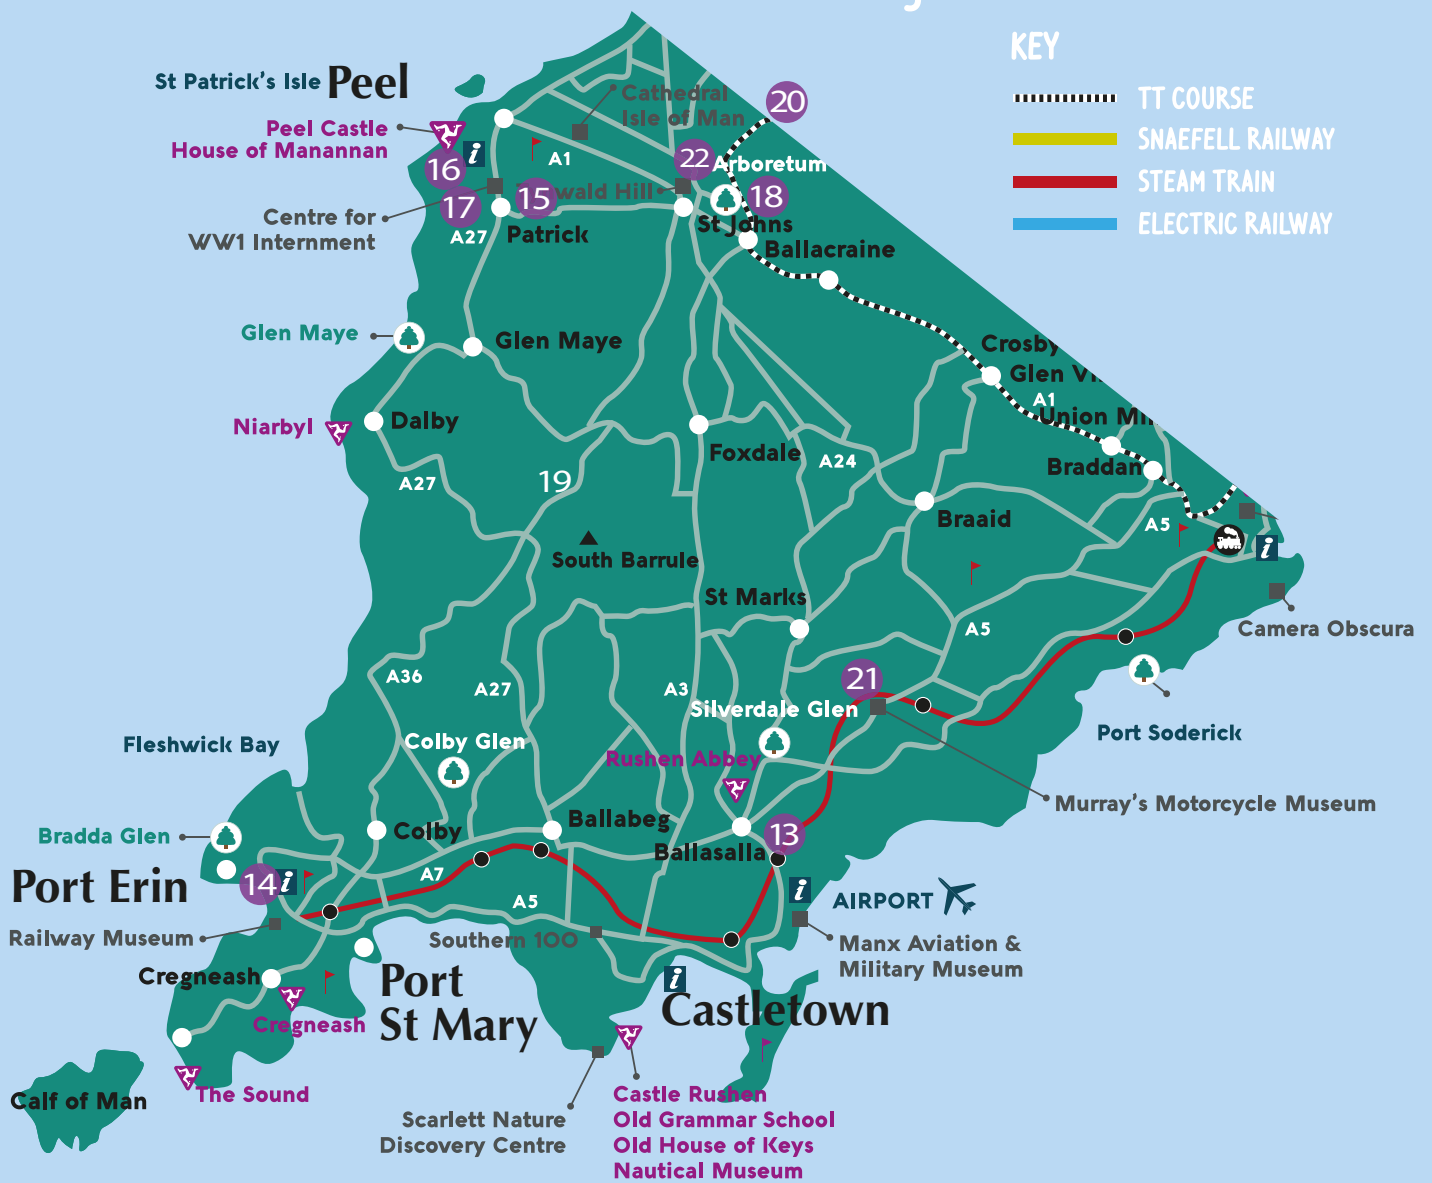 KEY
TT COURSE
SNAEFELL RAILWAY
STEAM TRAIN
ELECTRIC RAILWAY
St Patrick's Isle
Peel
Peel Castle
House of Manannan
Cathedral
Isle of Man
20
A1
22
Arboretum
16
i
17
15
wald Hill
18
Centre for
WW1 Internment
A27
Patrick
St Johns
Ballacraine
Glen Maye
Glen Maye
Crosby
Glen
A1
Union
Niarbyl
Dalby
Foxdale
A24
Braddan
A27
19
Braaid
A5
i
South Barrule
St Marks
A5
Camera Obscura
A36
A27
A3
21
Silverdale Glen
Port Soderick
Fleshwick Bay
Colby Glen
Rushen Abbey
Murray's Motorcycle Museum
Bradda Glen
Colby
Ballabeg
13
Ballasalla
Port Erin
14
i
A7
A5
i
AIRPORT
Railway Museum
Southern 100
Manx Aviation &
Military Museum
Cregneash
Port
St Mary
i
Castletown
Cregneash
The Sound
Calf of Man
Castle Rushen
Old Grammar School
Old House of Keys
Nautical Museum
Scarlett Nature
Discovery Centre